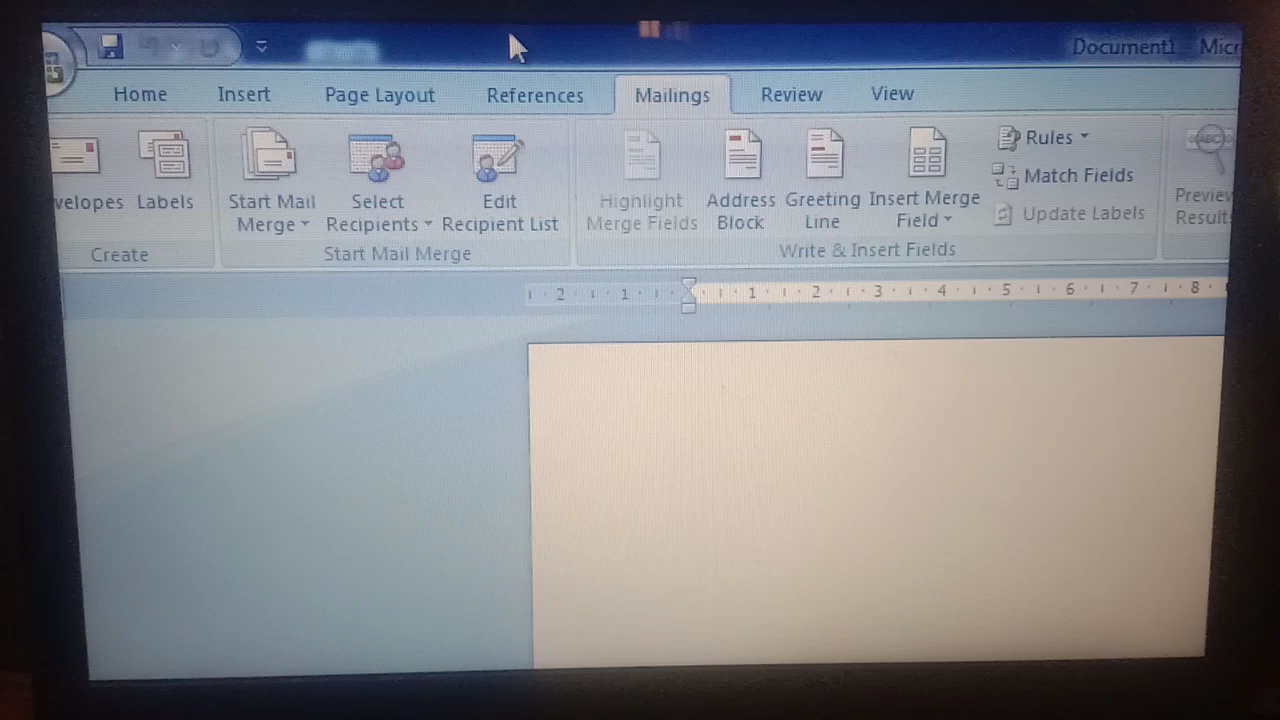 Document1 Micr
Home Insert Page Layout References Mailings Review View
velopes Labels Start Mail Merge Select Recipients Edit Recipient List Highlight Merge Fields Address Block Greeting Line Insert Merge Field Rules
Match Fields
Update Labels
Preview Results
Create Start Mail Merge Write & Insert Fields
2 1 1 2 3 4 5 6 7 8